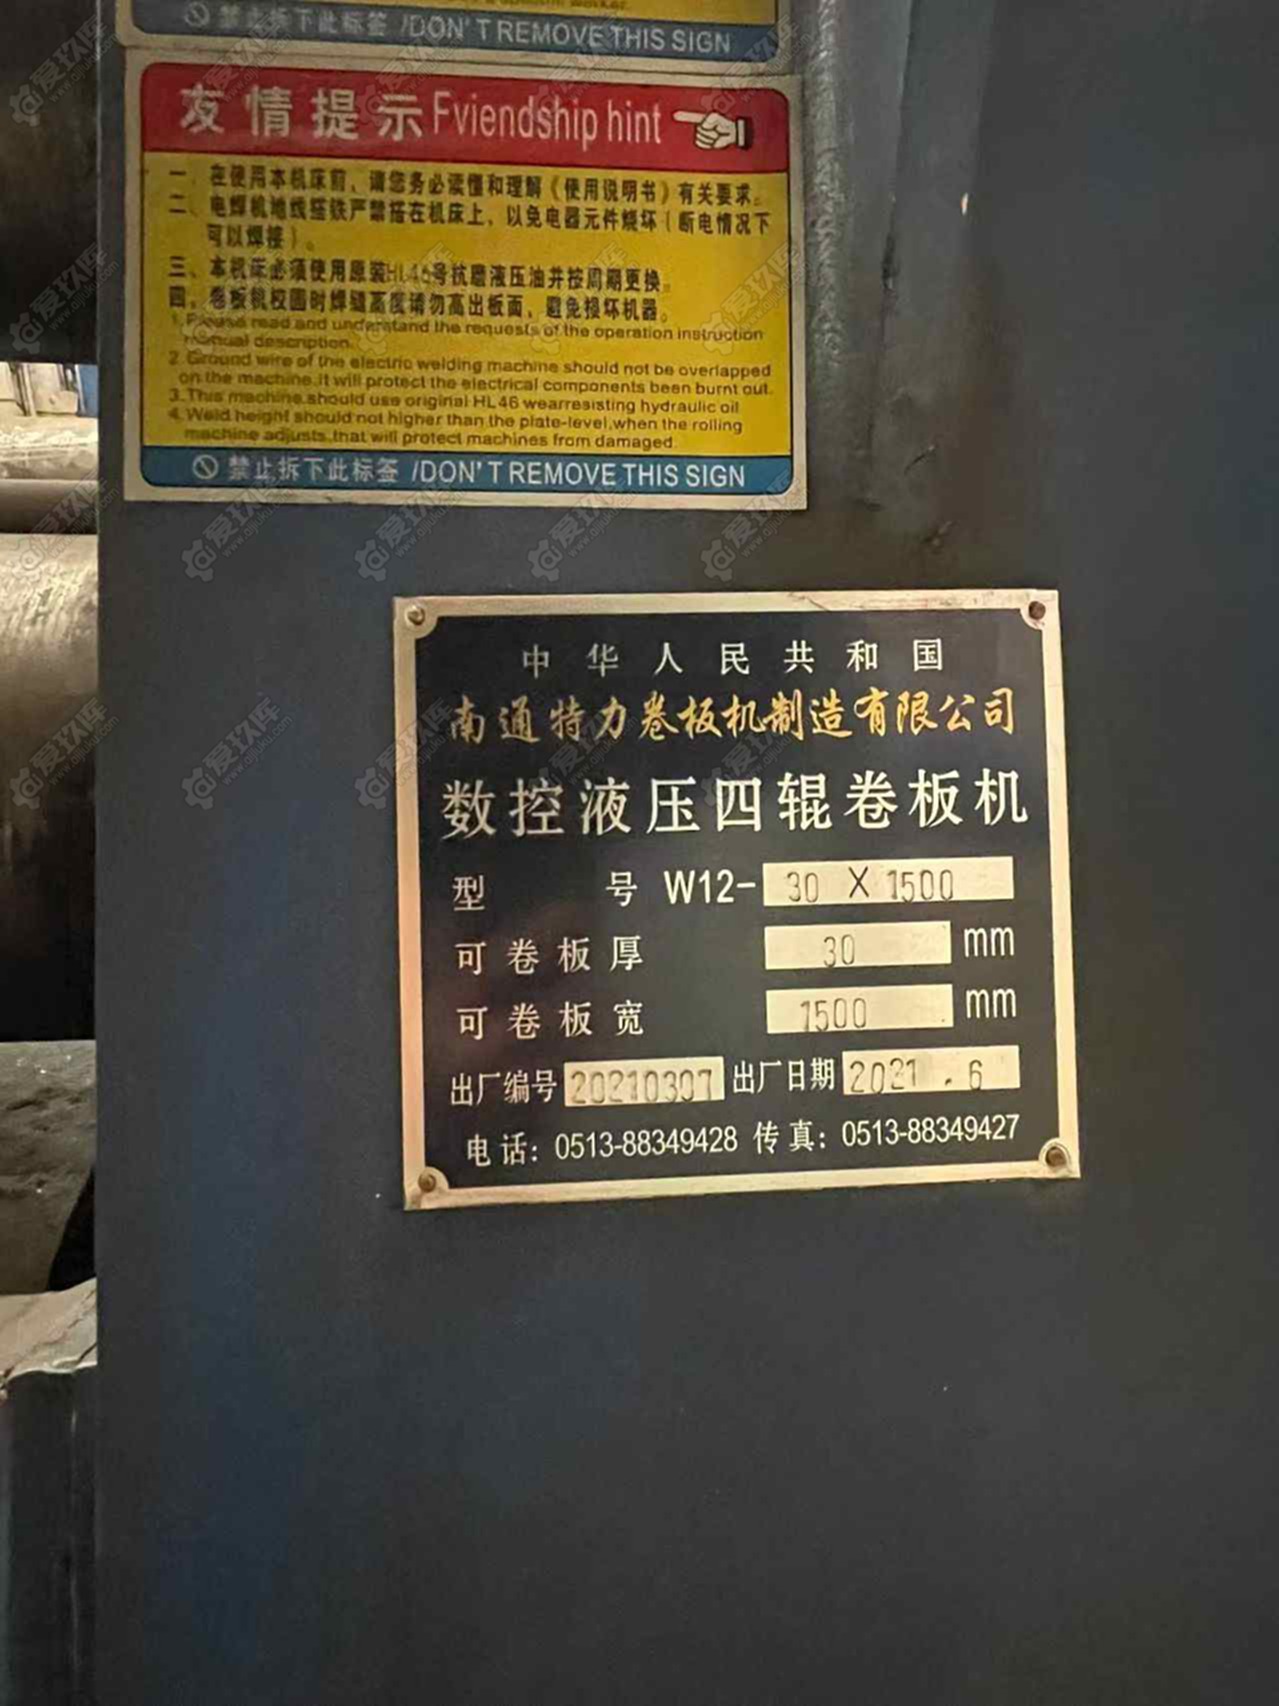 禁止拆下此标签 /DON'T REMOVE THIS SIGN
友情提示 Fviendship hint
一、在使用本机床前，请您务必读懂和理解《使用说明书》有关要求。
二、电焊机地线搭铁严禁搭在机床上，以免电器元件烧坏（断电情况下
可以焊接）。
三、本机床必须使用原装HL46号抗磨液压油并按周期更换。
四、卷板机校圆时焊缝高度请勿高出板面，避免损坏机器。
1.Please read and understand the requests of the operation instruction
manual description.
2.Ground wire of the electric welding machine should not be overlapped
on the machine.it will protect the electrical components been burnt out.
3.This machine should use original HL46 wearresisting hydraulic oil
4.Weld height should not higher than the plate-level,when the rolling
machine adjusts,that will protect machines from damaged.
禁止拆下此标签 /DON'T REMOVE THIS SIGN
中华人民共和国
南通特力卷板机制造有限公司
数控液压四辊卷板机
型号 W12- 30 X 1500
可卷板厚 30 mm
可卷板宽 1500 mm
出厂编号 20210307 出厂日期 2021.6
电话：0513-88349428 传真：0513-88349427
爱玖库
www.aijiuku.com